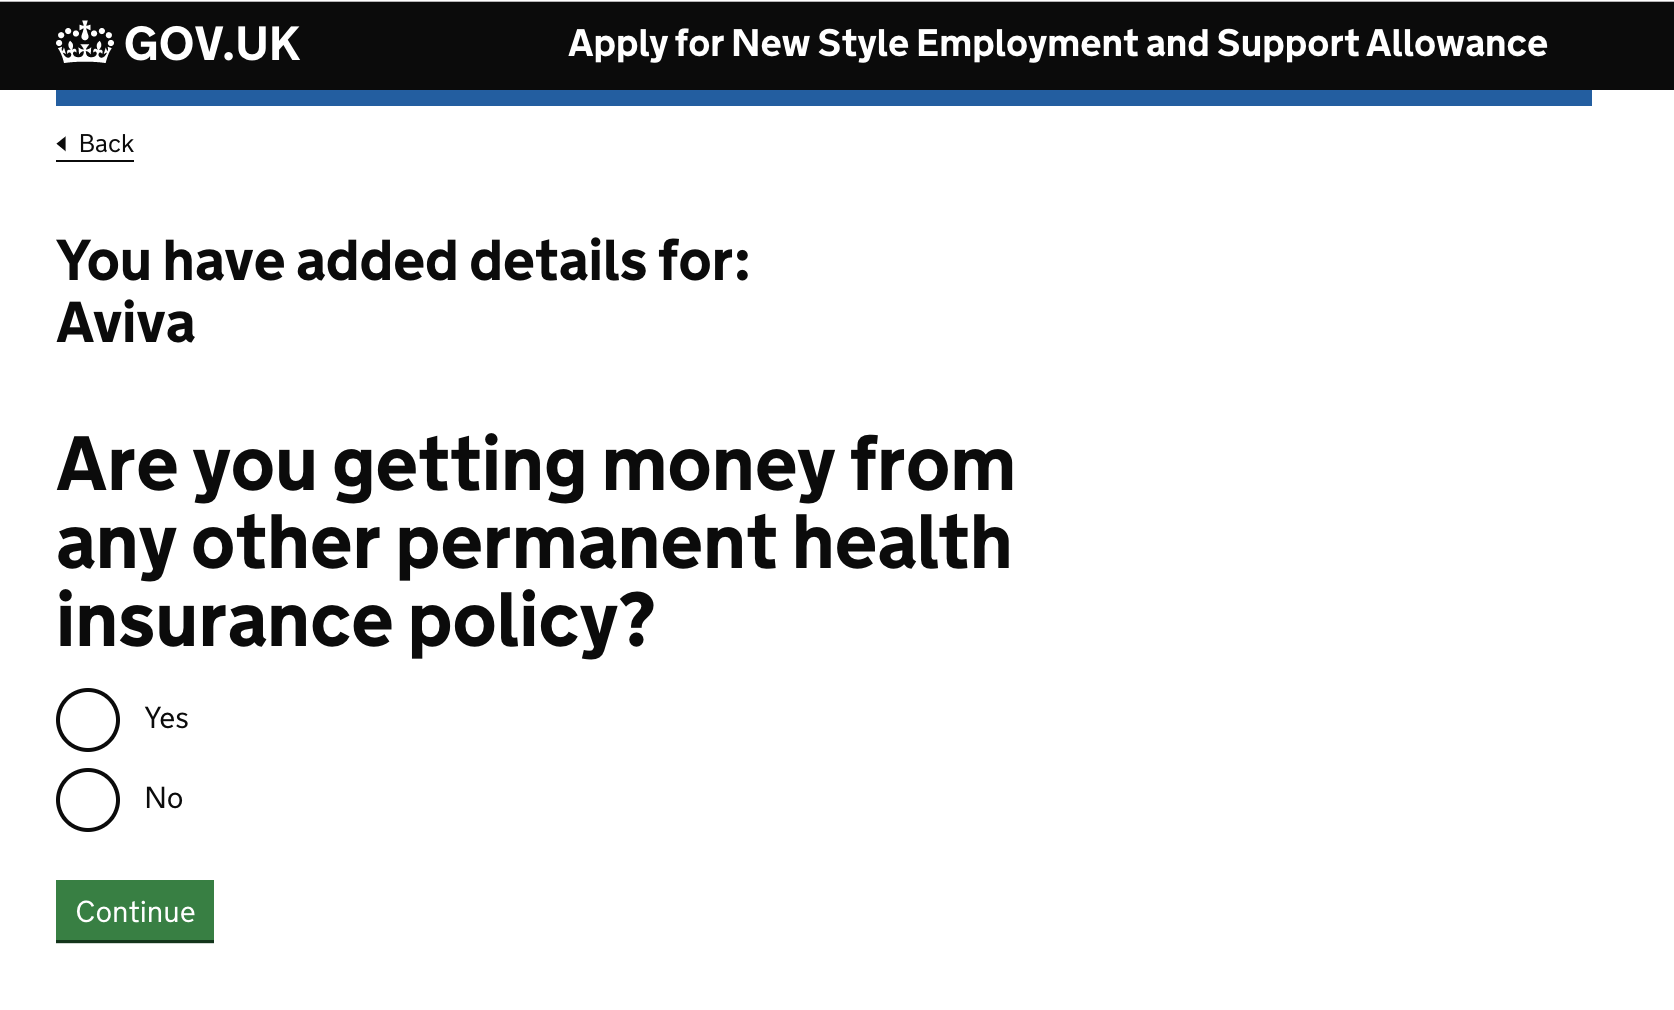 GOV.UK
Apply for New Style Employment and Support Allowance
Back
You have added details for:
Aviva
Are you getting money from
any other permanent health
insurance policy?
Yes
No
Continue